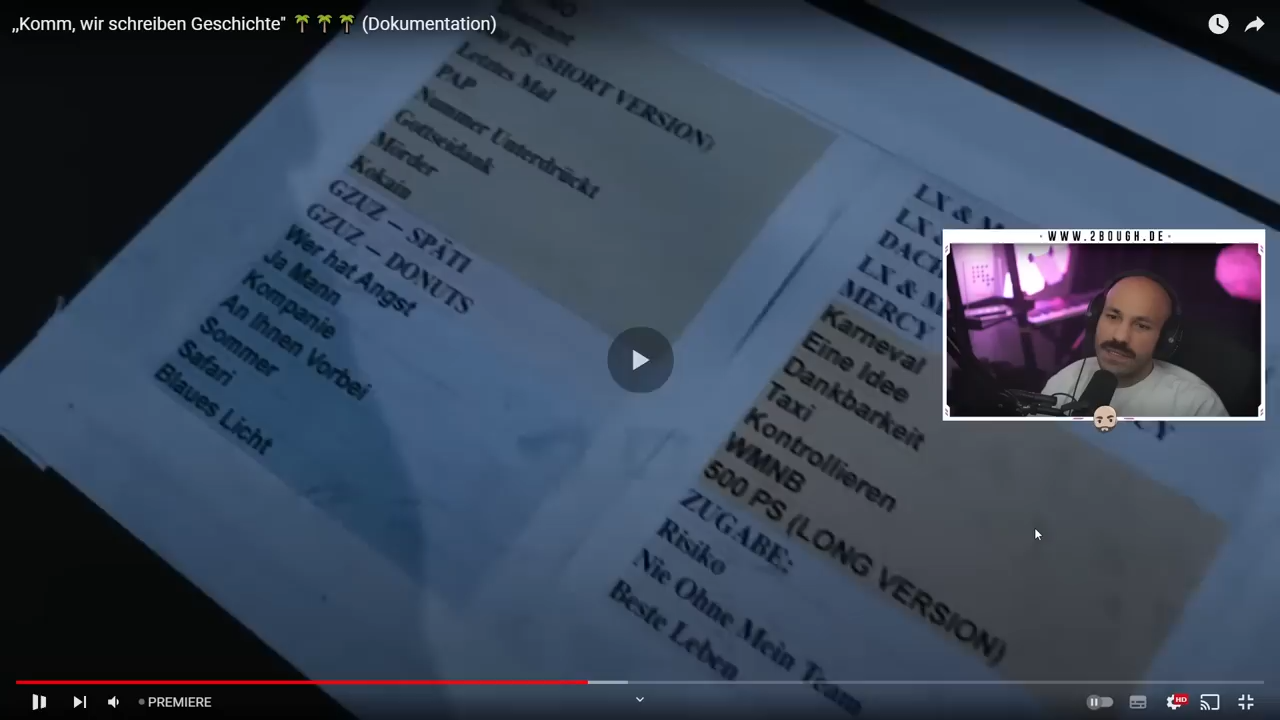 „Komm, wir schreiben Geschichte" 🌴🌴🌴 (Dokumentation)
PS (SHORT VERSION)
Letztes Mal
PAP
Nummer Unterdrückt
Gottseidank
Mörder
Kokain
GZUZ – SPÄTI
GZUZ – DONUTS
Wer hat Angst
Ja Mann
Kompanie
An Ihnen Vorbei
Sommer
Safari
Blaues Licht
LX &
LX &
LX &
MERCY
Karneval
Eine Idee
Dankbarkeit
Taxi
Kontrollieren
WMNB
500 PS (LONG VERSION)
ZUGABE:
Risiko
Nie Ohne Mein Team
Beste Leben
· WWW.2BOUGH.DE ·
PREMIERE
HD